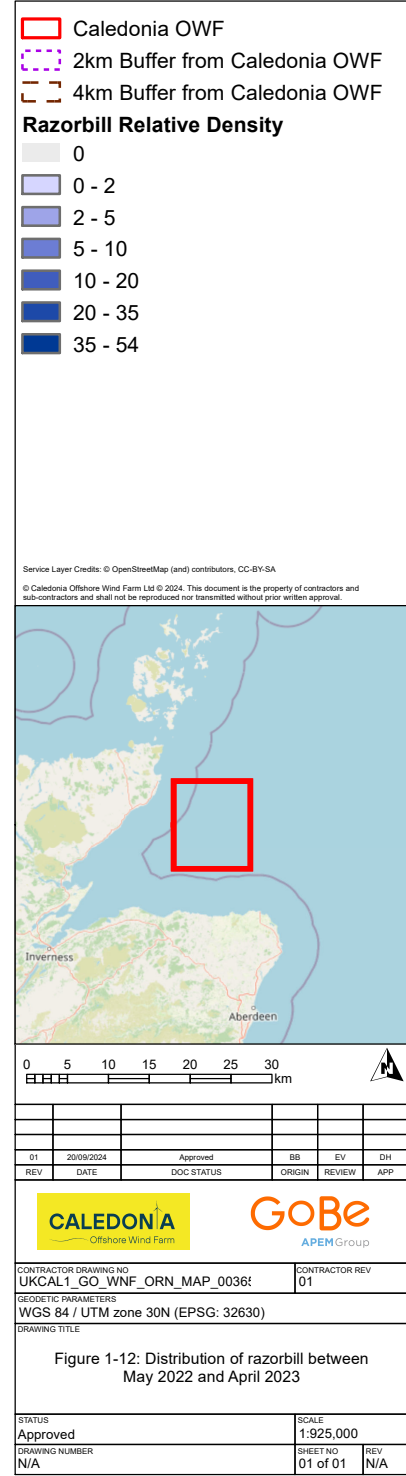 Caledonia OWF
2km Buffer from Caledonia OWF
4km Buffer from Caledonia OWF
Razorbill Relative Density
0
0 - 2
2 - 5
5 - 10
10 - 20
20 - 35
35 - 54
Service Layer Credits: © OpenStreetMap (and) contributors, CC-BY-SA
© Caledonia Offshore Wind Farm Ltd © 2024. This document is the property of contractors and
sub-contractors and shall not be reproduced nor transmitted without prior written approval.
Inverness
Aberdeen
0 5 10 15 20 25 30
km
N
01 20/09/2024 Approved BB EV DH
REV DATE DOC STATUS ORIGIN REVIEW APP
CALEDONIA
Offshore Wind Farm
GoBe
APEMGroup
CONTRACTOR DRAWING NO
UKCAL1_GO_WNF_ORN_MAP_0036
CONTRACTOR REV
01
GEODETIC PARAMETERS
WGS 84 / UTM zone 30N (EPSG: 32630)
DRAWING TITLE
Figure 1-12: Distribution of razorbill between
May 2022 and April 2023
STATUS
Approved
SCALE
1:925,000
DRAWING NUMBER
N/A
SHEET NO
01 of 01
REV
N/A